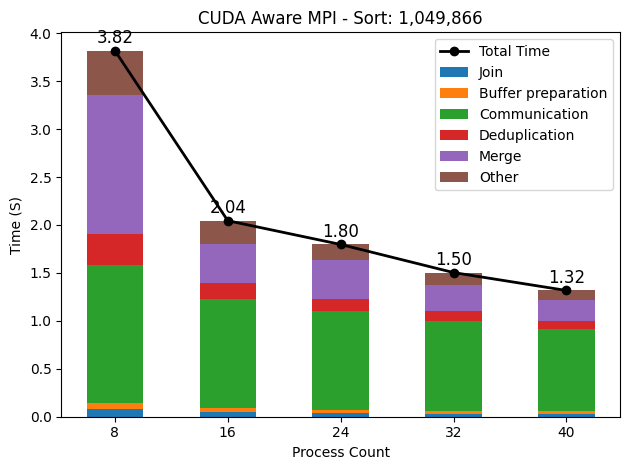 CUDA Aware MPI - Sort: 1,049,866
Time (S)
4.0
3.5
3.0
2.5
2.0
1.5
1.0
0.5
0.0
3.82
2.04
1.80
1.50
1.32
Total Time
Join
Buffer preparation
Communication
Deduplication
Merge
Other
8 16 24 32 40
Process Count